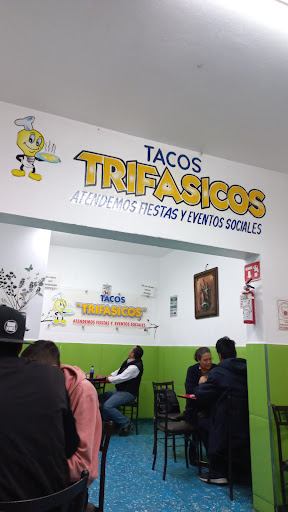 TACOS
TRIFASICOS
ATENDEMOS FIESTAS Y EVENTOS SOCIALES
TACOS
"TRIFASICOS"
ATENDEMOS FIESTAS Y EVENTOS SOCIALES